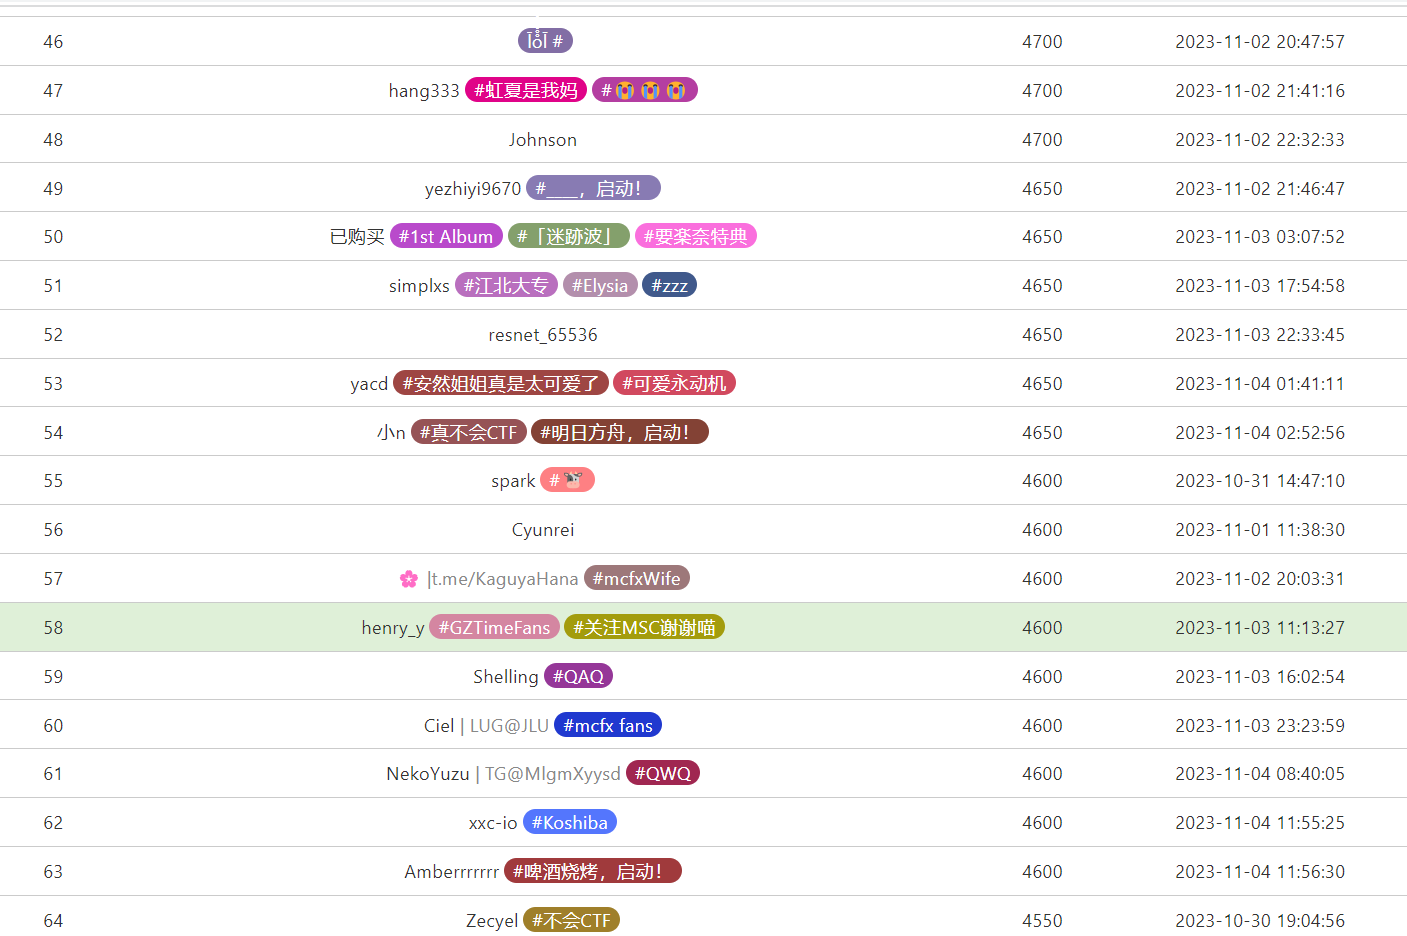 46 ĪőĪ # 4700 2023-11-02 20:47:57
47 hang333 #虹夏是我妈 #😭😭😭 4700 2023-11-02 21:41:16
48 Johnson 4700 2023-11-02 22:32:33
49 yezhiyi9670 #____，启动！ 4650 2023-11-02 21:46:47
50 已购买 #1st Album #「迷跡波」 #要楽奈特典 4650 2023-11-03 03:07:52
51 simplxs #江北大专 #Elysia #zzz 4650 2023-11-03 17:54:58
52 resnet_65536 4650 2023-11-03 22:33:45
53 yacd #安然姐姐真是太可爱了 #可爱永动机 4650 2023-11-04 01:41:11
54 小n #真不会CTF #明日方舟，启动！ 4650 2023-11-04 02:52:56
55 spark #🐮 4600 2023-10-31 14:47:10
56 Cyunrei 4600 2023-11-01 11:38:30
57 🌸 |t.me/KaguyaHana #mcfxWife 4600 2023-11-02 20:03:31
58 henry_y #GZTimeFans #关注MSC谢谢喵 4600 2023-11-03 11:13:27
59 Shelling #QAQ 4600 2023-11-03 16:02:54
60 Ciel | LUG@JLU #mcfx fans 4600 2023-11-03 23:23:59
61 NekoYuzu | TG@MlgmXyysd #QWQ 4600 2023-11-04 08:40:05
62 xxc-io #Koshiba 4600 2023-11-04 11:55:25
63 Amberrrrrrr #啤酒烧烤，启动！ 4600 2023-11-04 11:56:30
64 Zecyel #不会CTF 4550 2023-10-30 19:04:56